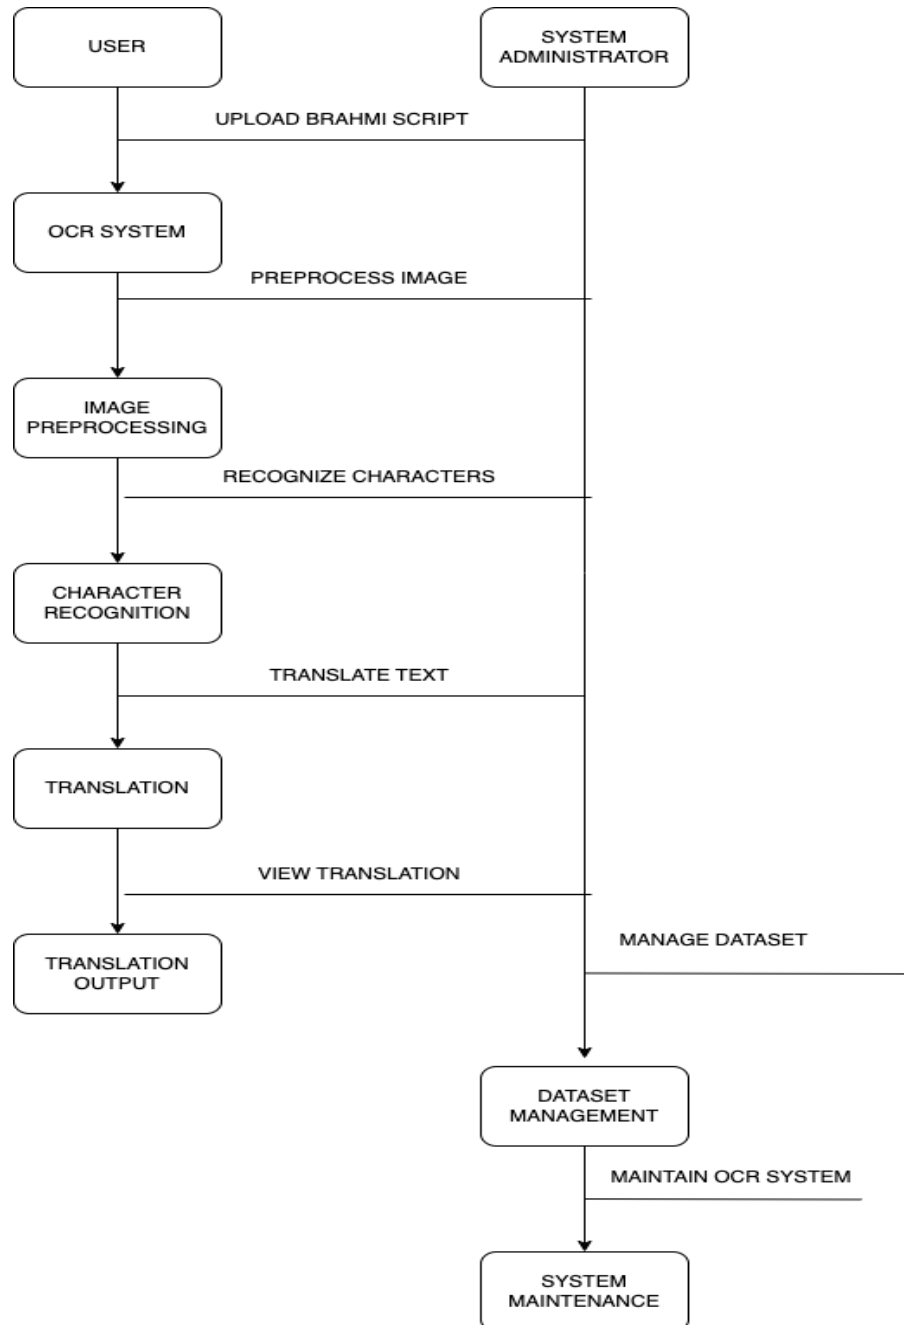 USER
SYSTEM
ADMINISTRATOR
UPLOAD BRAHMI SCRIPT
OCR SYSTEM
PREPROCESS IMAGE
IMAGE
PREPROCESSING
RECOGNIZE CHARACTERS
CHARACTER
RECOGNITION
TRANSLATE TEXT
TRANSLATION
VIEW TRANSLATION
MANAGE DATASET
TRANSLATION
OUTPUT
DATASET
MANAGEMENT
MAINTAIN OCR SYSTEM
SYSTEM
MAINTENANCE